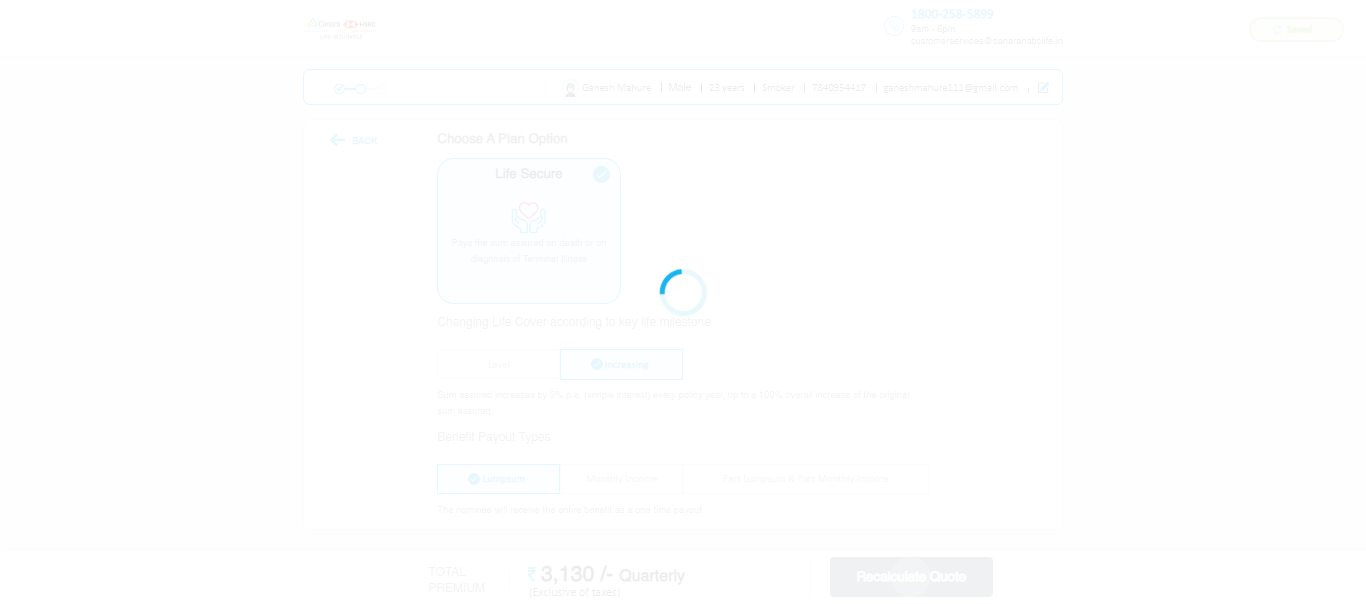 Canara HSBC
LIFE INSURANCE
1800-258-5899
9am - 6pm
customerservices@canarahsbclife.in
Saved
Ganesh Mahure | Male | 23 years | Smoker | 7840554417 | ganeshmahure111@gmail.com
BACK
Choose A Plan Option
Life Secure
Pays the sum assured on death or on
diagnosis of Terminal Illness
Changing Life Cover according to key life milestone
Level
Increasing
Sum assured increases by 5% p.a. (simple interest) every policy year, up to a 100% overall increase of the original
sum assured.
Benefit Payout Types
Lumpsum
Monthly Income
Part Lumpsum & Part Monthly Income
The nominee will receive the entire benefit as a one-time payout.
TOTAL
PREMIUM
₹ 3,130 /- Quarterly
(Exclusive of taxes)
Recalculate Quote